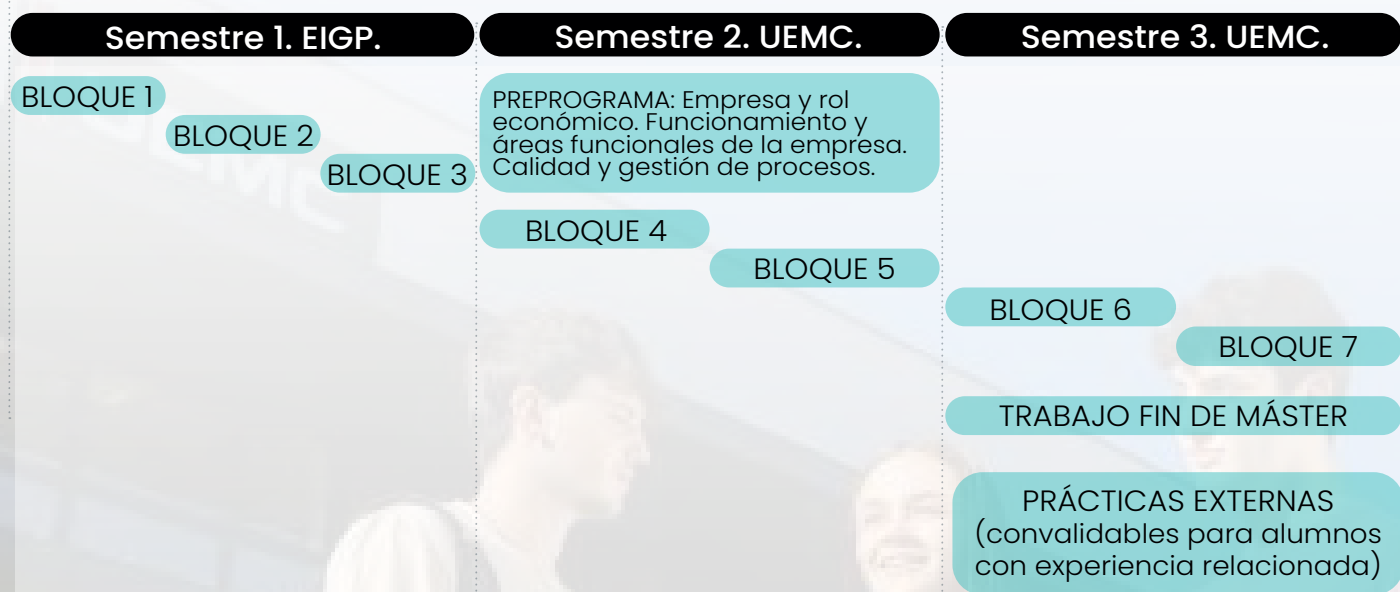 Semestre 1. EIGP.
Semestre 2. UEMC.
Semestre 3. UEMC.
BLOQUE 1
BLOQUE 2
BLOQUE 3
PREPROGRAMA: Empresa y rol
económico. Funcionamiento y
áreas funcionales de la empresa.
Calidad y gestión de procesos.
BLOQUE 4
BLOQUE 5
BLOQUE 6
BLOQUE 7
TRABAJO FIN DE MÁSTER
PRÁCTICAS EXTERNAS
(convalidables para alumnos
con experiencia relacionada)
UEMC